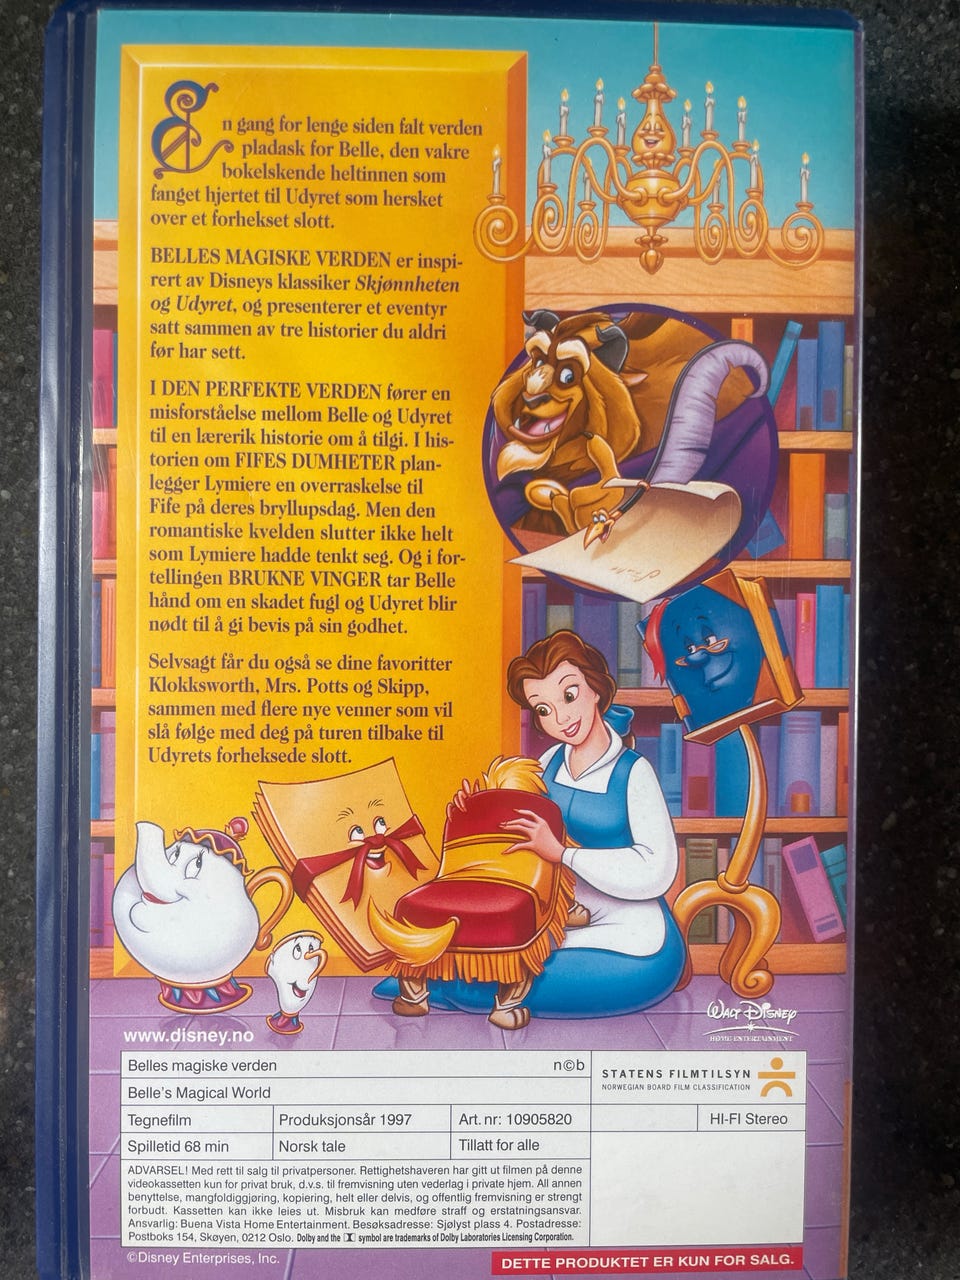 En gang for lenge siden falt verden
pladask for Belle, den vakre
bokelskende heltinnen som
fanget hjertet til Udyret som hersket
over et forhekset slott.
BELLES MAGISKE VERDEN er inspi-
rert av Disneys klassiker Skjønnheten
og Udyret, og presenterer et eventyr
satt sammen av tre historier du aldri
før har sett.
I DEN PERFEKTE VERDEN fører en
misforståelse mellom Belle og Udyret
til en lærerik historie om å tilgi. I his-
torien om FIFES DUMHETER plan-
legger Lymiere en overraskelse til
Fife på deres bryllupsdag. Men den
romantiske kvelden slutter ikke helt
som Lymiere hadde tenkt seg. Og i for-
tellingen BRUKNE VINGER tar Belle
hånd om en skadet fugl og Udyret blir
nødt til å gi bevis på sin godhet.
Selvsagt får du også se dine favoritter
Klokksworth, Mrs. Potts og Skipp,
sammen med flere nye venner som vil
slå følge med deg på turen tilbake til
Udyrets forheksede slott.
WALT DISNEY
HOME ENTERTAINMENT
www.disney.no
Belles magiske verden n©b
Belle's Magical World
STATENS FILMTILSYN
NORWEGIAN BOARD FILM CLASSIFICATION
Tegnefilm Produksjonsår 1997 Art. nr: 10905820 HI-FI Stereo
Spilletid 68 min Norsk tale Tillatt for alle
ADVARSEL! Med rett til salg til privatpersoner. Rettighetshaveren har gitt ut filmen på denne
videokassetten kun for privat bruk, d.v.s. til fremvisning uten vederlag i private hjem. All annen
benyttelse, mangfoldiggjøring, kopiering, helt eller delvis, og offentlig fremvisning er strengt
forbudt. Kassetten kan ikke leies ut. Misbruk kan medføre straff og erstatningsansvar.
Ansvarlig: Buena Vista Home Entertainment. Besøksadresse: Sjølyst plass 4. Postadresse:
Postboks 154, Skøyen, 0212 Oslo. Dolby and the symbol are trademarks of Dolby Laboratories Licensing Corporation.
©Disney Enterprises, Inc.
DETTE PRODUKTET ER KUN FOR SALG.